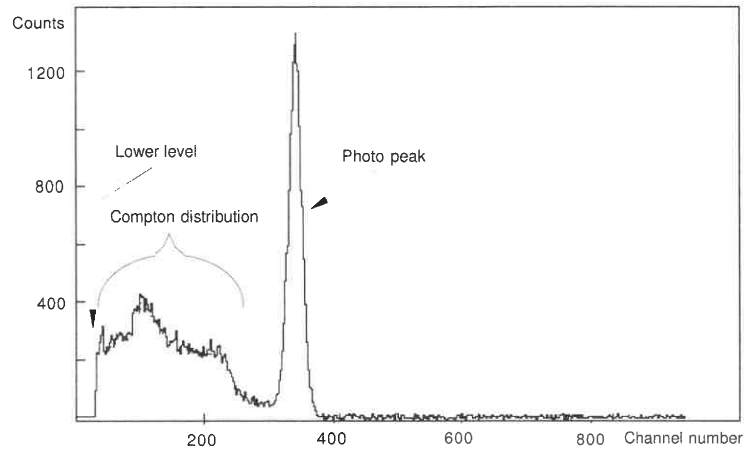 Counts
1200
Lower level
Photo peak
800
Compton distribution
400
200 400 600 800 Channel number